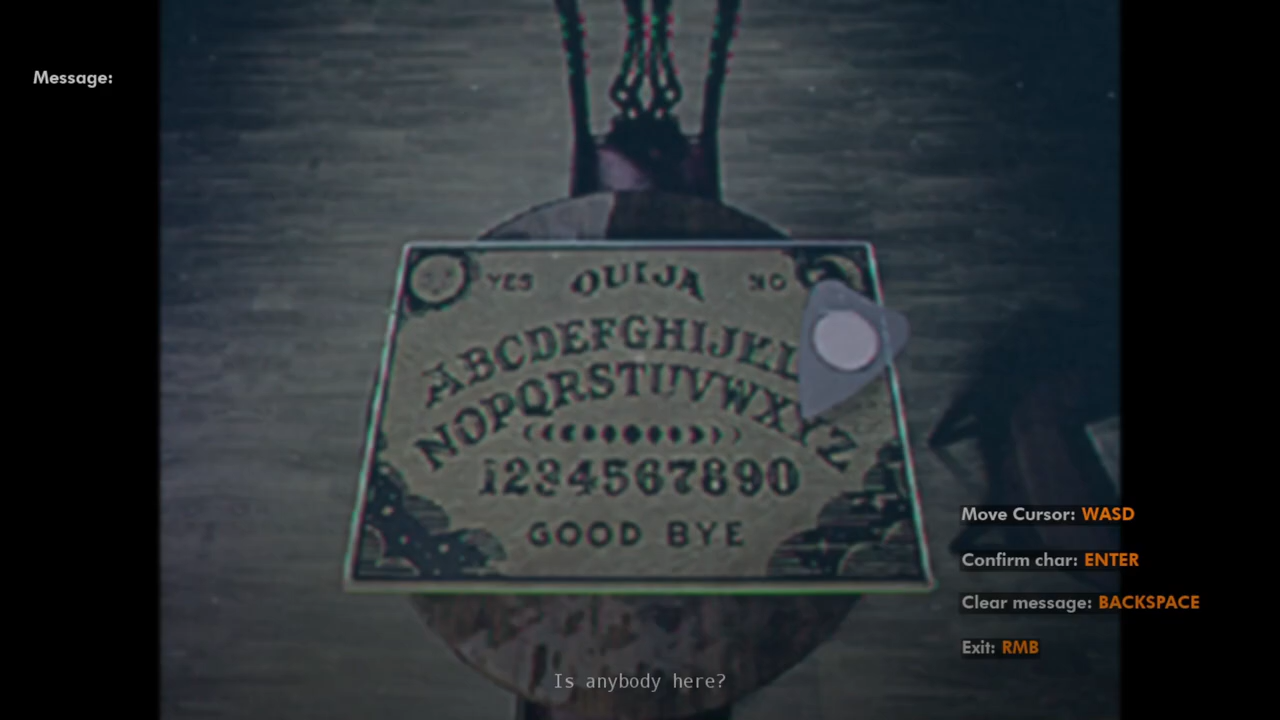 Message:
YES OUIJA NO
ABCDEFGHIJKL
NOPQRSTUVWXYZ
1234567890
GOOD BYE
Move Cursor: WASD
Confirm char: ENTER
Clear message: BACKSPACE
Exit: RMB
Is anybody here?